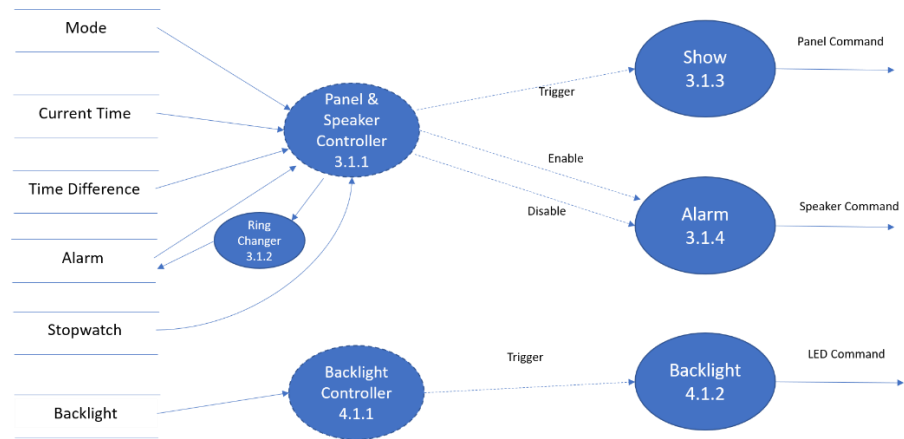 Mode
Current Time
Time Difference
Alarm
Stopwatch
Backlight
Panel &
Speaker
Controller
3.1.1
Ring
Changer
3.1.2
Backlight
Controller
4.1.1
Trigger
Enable
Disable
Trigger
Show
3.1.3
Alarm
3.1.4
Backlight
4.1.2
Panel Command
Speaker Command
LED Command